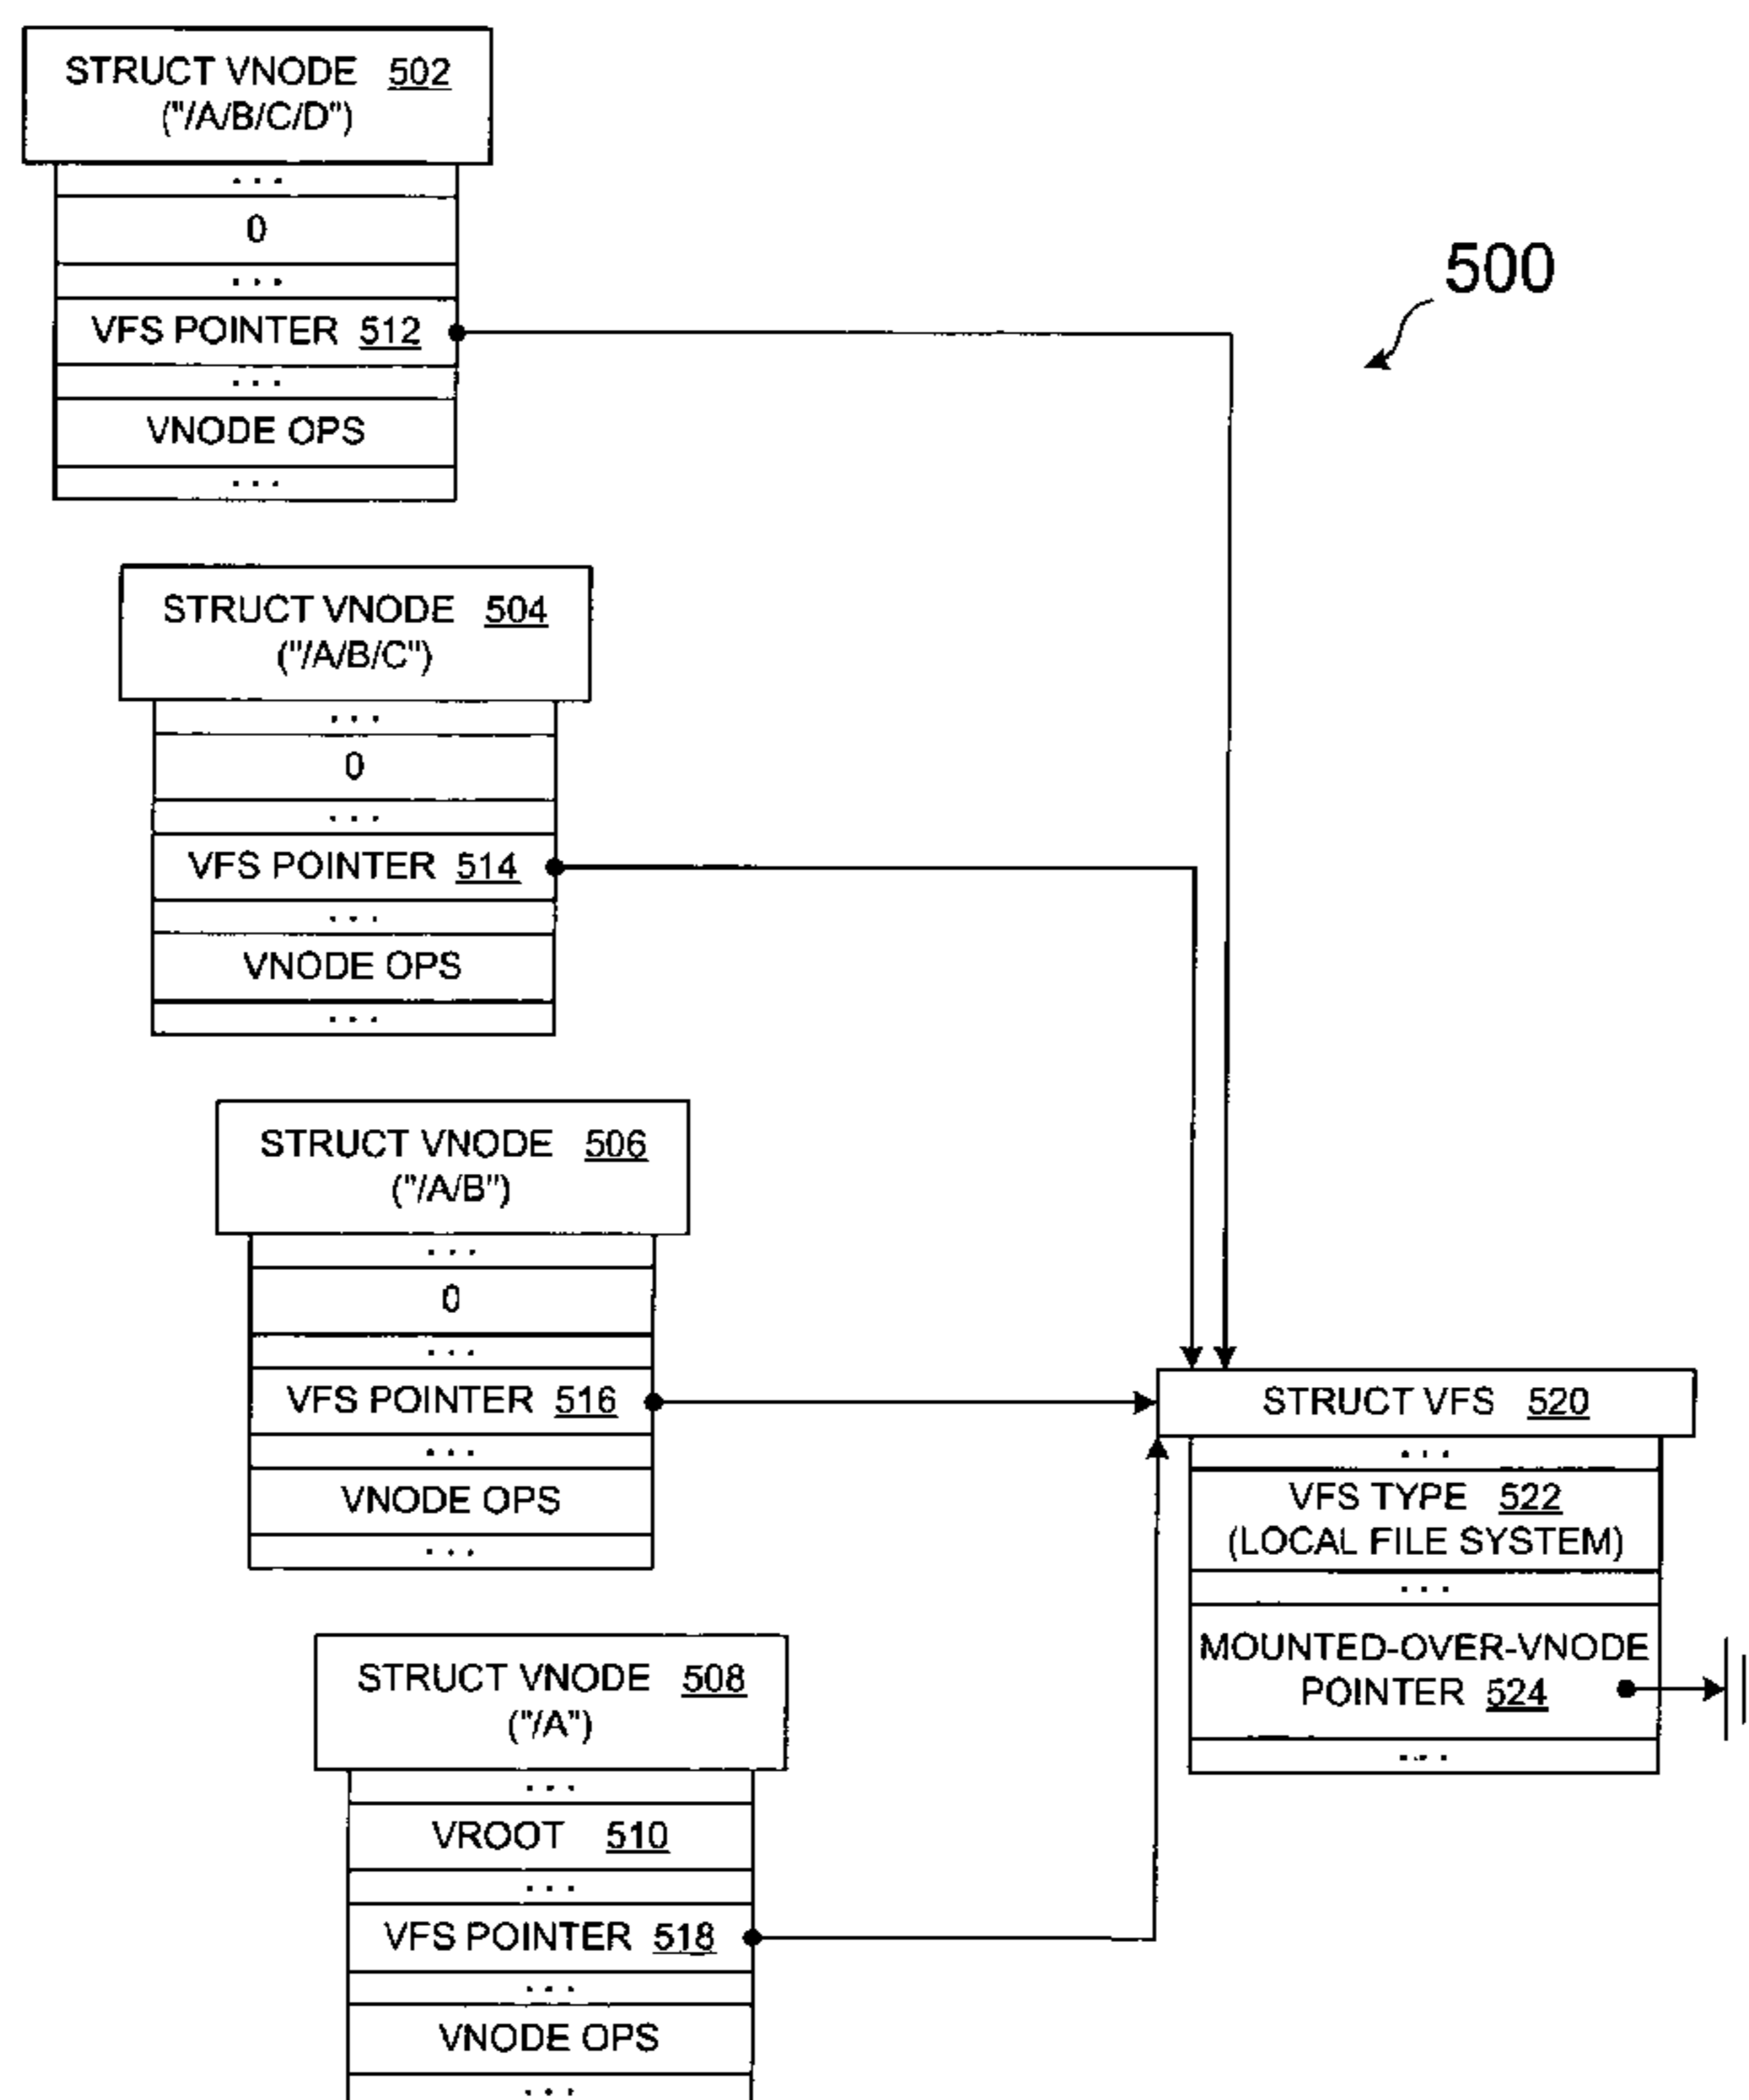 STRUCT VNODE 502
("/A/B/C/D")
...
0
...
VFS POINTER 512
...
VNODE OPS
...
500
STRUCT VNODE 504
("/A/B/C")
...
0
...
VFS POINTER 514
...
VNODE OPS
...
STRUCT VNODE 506
("/A/B")
...
0
...
VFS POINTER 516
...
VNODE OPS
...
STRUCT VFS 520
...
VFS TYPE 522
(LOCAL FILE SYSTEM)
...
MOUNTED-OVER-VNODE
POINTER 524
...
STRUCT VNODE 508
("/A")
...
VROOT 510
...
VFS POINTER 518
...
VNODE OPS
...